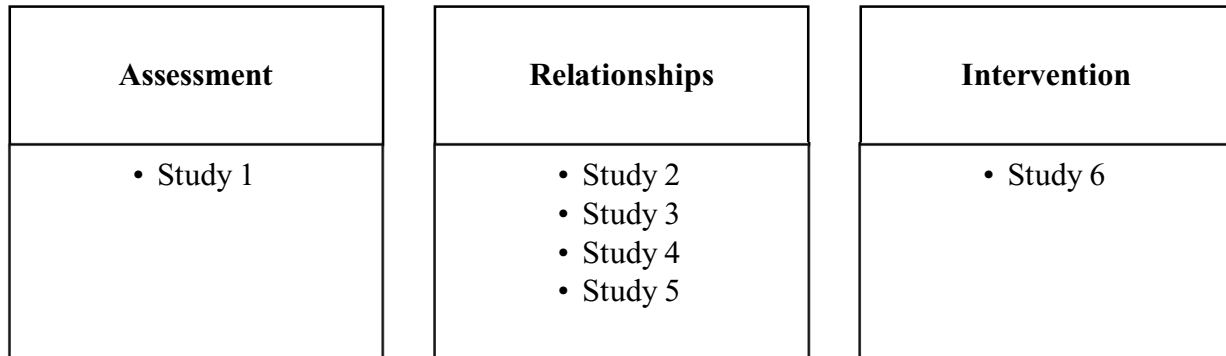 Assessment
• Study 1
Relationships
• Study 2
• Study 3
• Study 4
• Study 5
Intervention
• Study 6